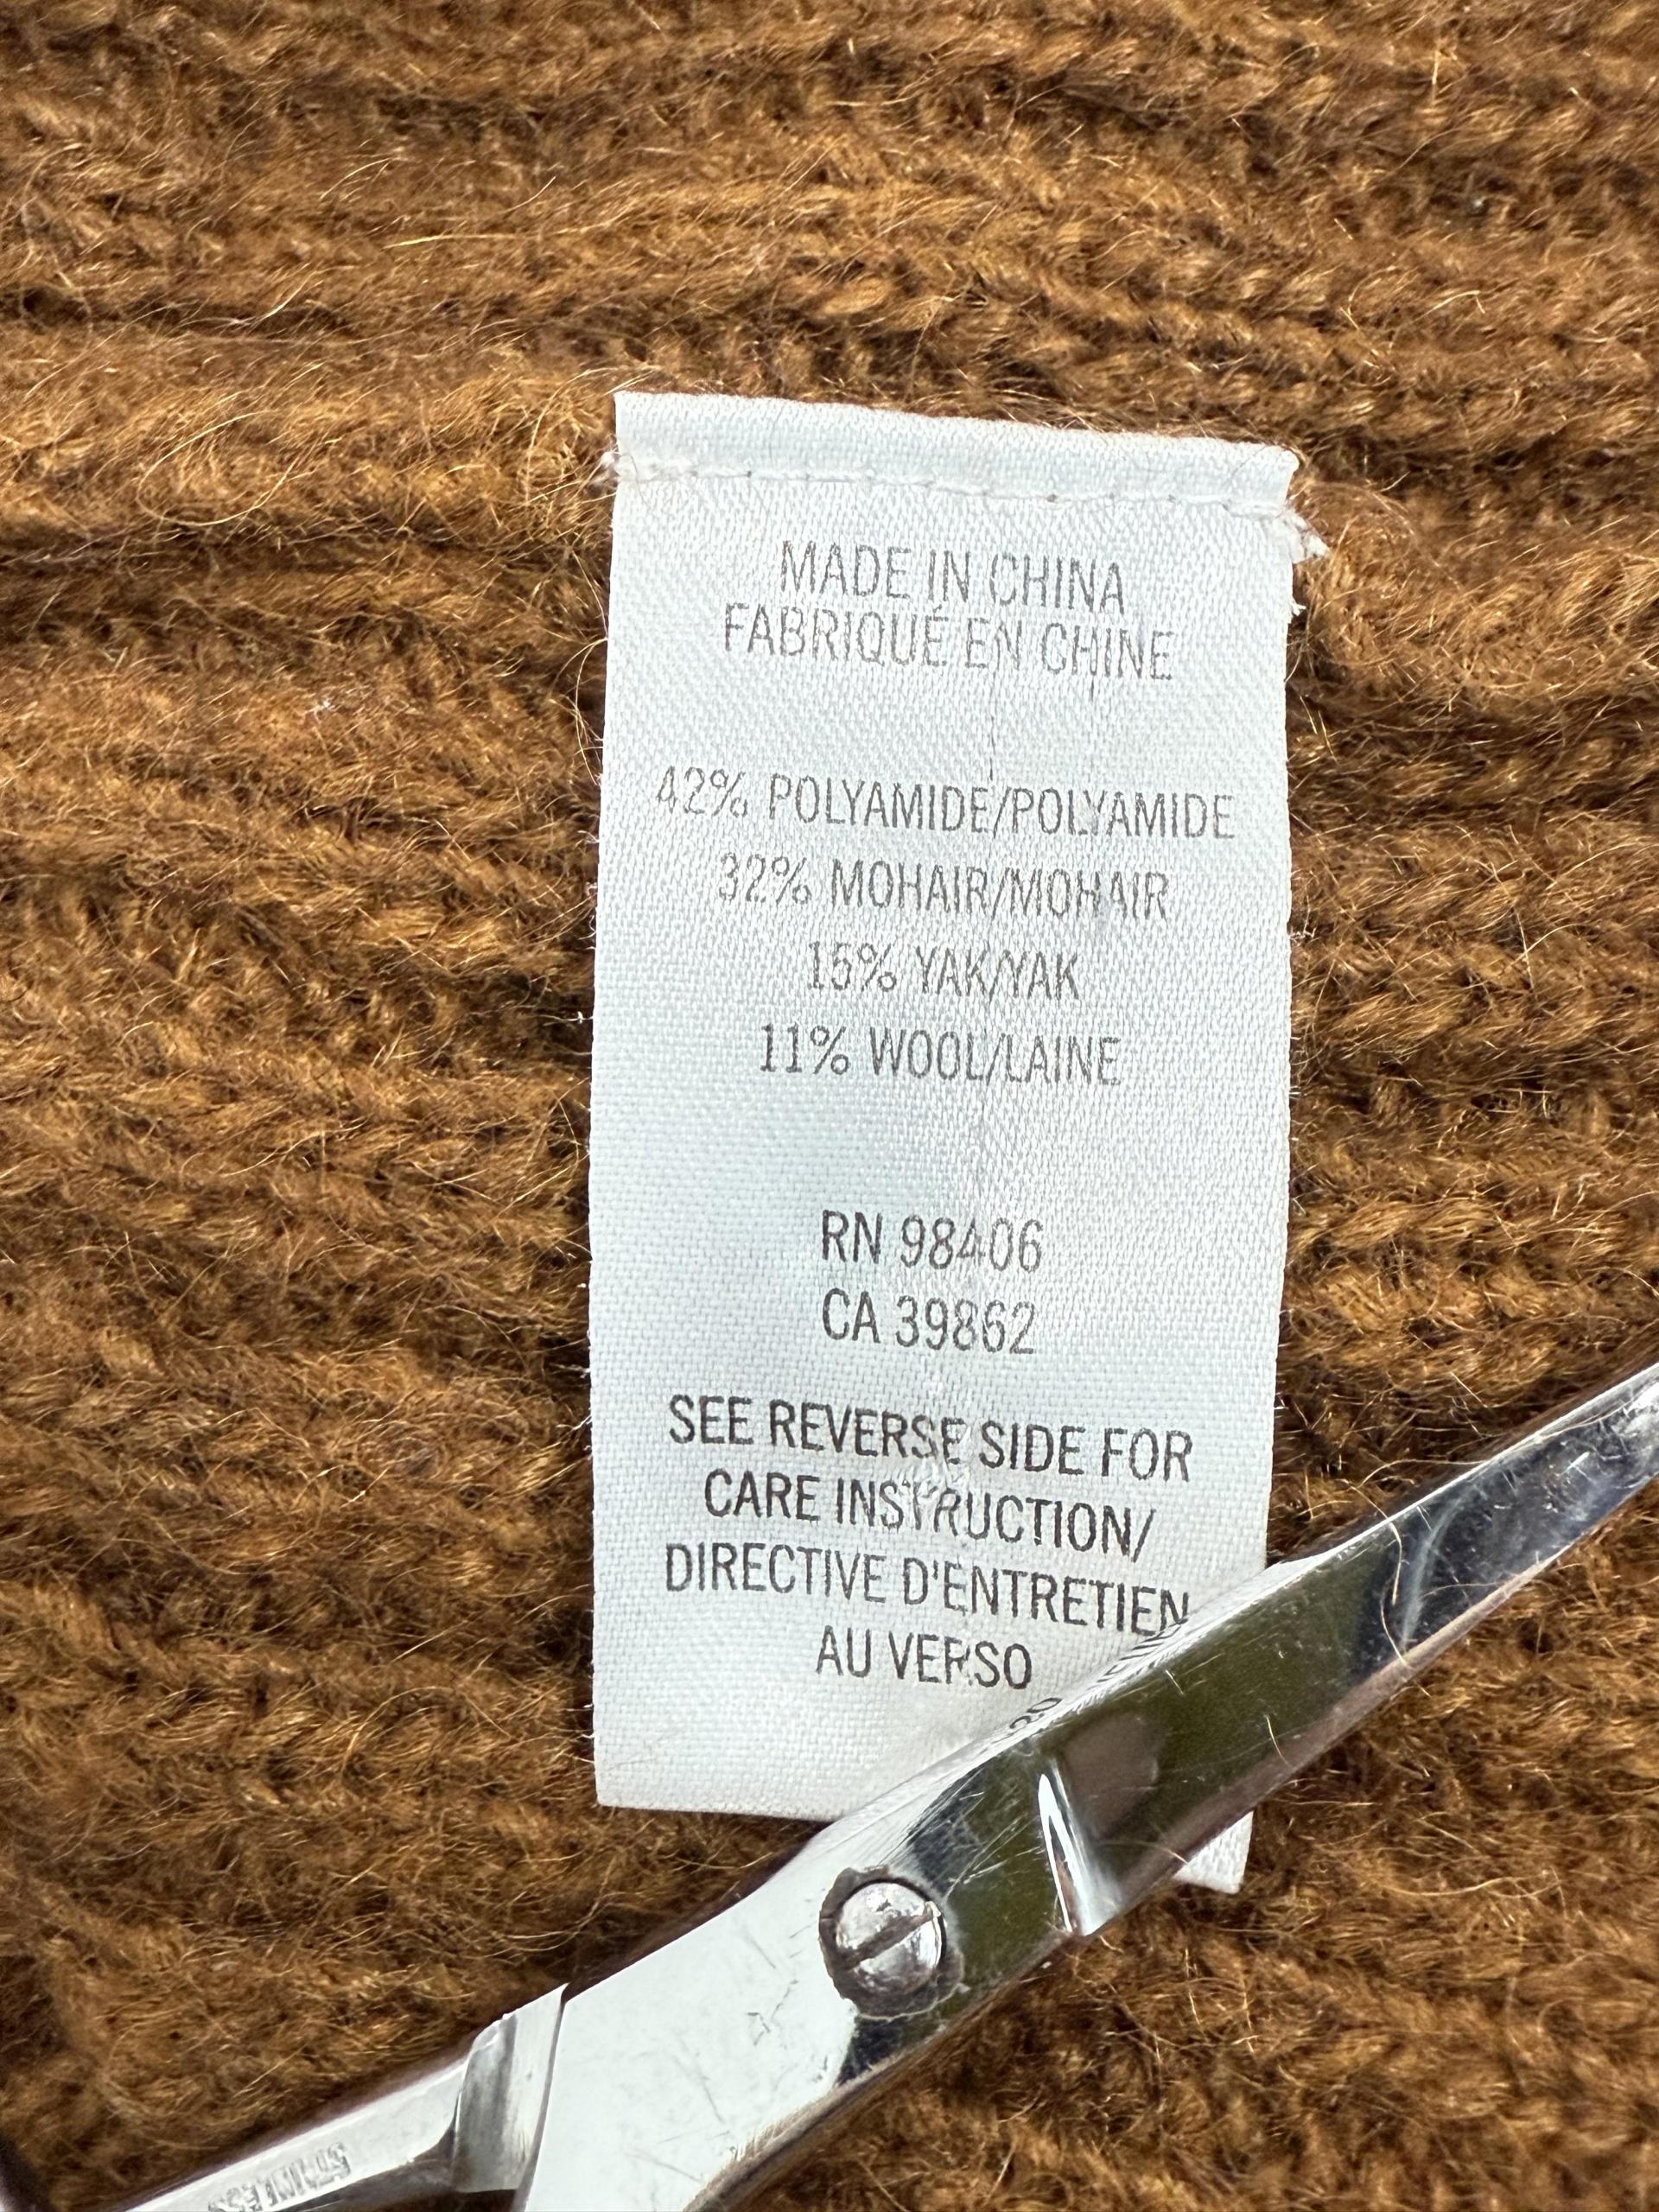 MADE IN CHINA
FABRIQUÉ EN CHINE
42% POLYAMIDE/POLYAMIDE
32% MOHAIR/MOHAIR
15% YAK/YAK
11% WOOL/LAINE
RN 98406
CA 39862
SEE REVERSE SIDE FOR
CARE INSTRUCTION/
DIRECTIVE D'ENTRETIEN
AU VERSO
STAINLESS